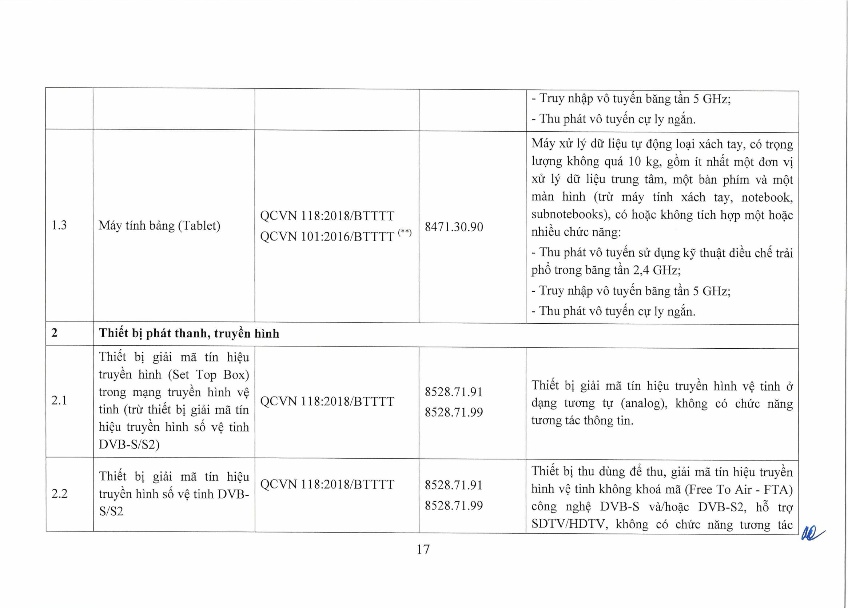 - Truy nhập vô tuyến băng tần 5 GHz;
- Thu phát vô tuyến cự ly ngắn.
1.3
Máy tính bảng (Tablet)
QCVN 118:2018/BTTTT
QCVN 101:2016/BTTTT (**)
8471.30.90
Máy xử lý dữ liệu tự động loại xách tay, có trọng
lượng không quá 10 kg, gồm ít nhất một đơn vị
xử lý dữ liệu trung tâm, một bàn phím và một
màn hình (trừ máy tính xách tay, notebook,
subnotebooks), có hoặc không tích hợp một hoặc
nhiều chức năng:
- Thu phát vô tuyến sử dụng kỹ thuật điều chế trải
phổ trong băng tần 2,4 GHz;
- Truy nhập vô tuyến băng tần 5 GHz;
- Thu phát vô tuyến cự ly ngắn.
2
Thiết bị phát thanh, truyền hình
2.1
Thiết bị giải mã tín hiệu
truyền hình (Set Top Box)
trong mạng truyền hình vệ
tinh (trừ thiết bị giải mã tín
hiệu truyền hình số vệ tinh
DVB-S/S2)
QCVN 118:2018/BTTTT
8528.71.91
8528.71.99
Thiết bị giải mã tín hiệu truyền hình vệ tinh ở
dạng tương tự (analog), không có chức năng
tương tác thông tin.
2.2
Thiết bị giải mã tín hiệu
truyền hình số vệ tinh DVB-
S/S2
QCVN 118:2018/BTTTT
8528.71.91
8528.71.99
Thiết bị thu dùng để thu, giải mã tín hiệu truyền
hình vệ tinh không khoá mã (Free To Air - FTA)
công nghệ DVB-S và/hoặc DVB-S2, hỗ trợ
SDTV/HDTV, không có chức năng tương tác
17